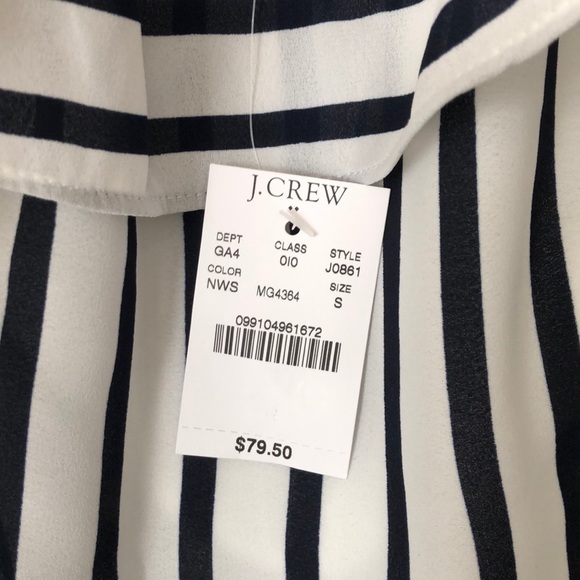 J.CREW
DEPT CLASS STYLE
GA4 010 J0861
COLOR SIZE
NWS MG4364 S
099104961672
$79.50